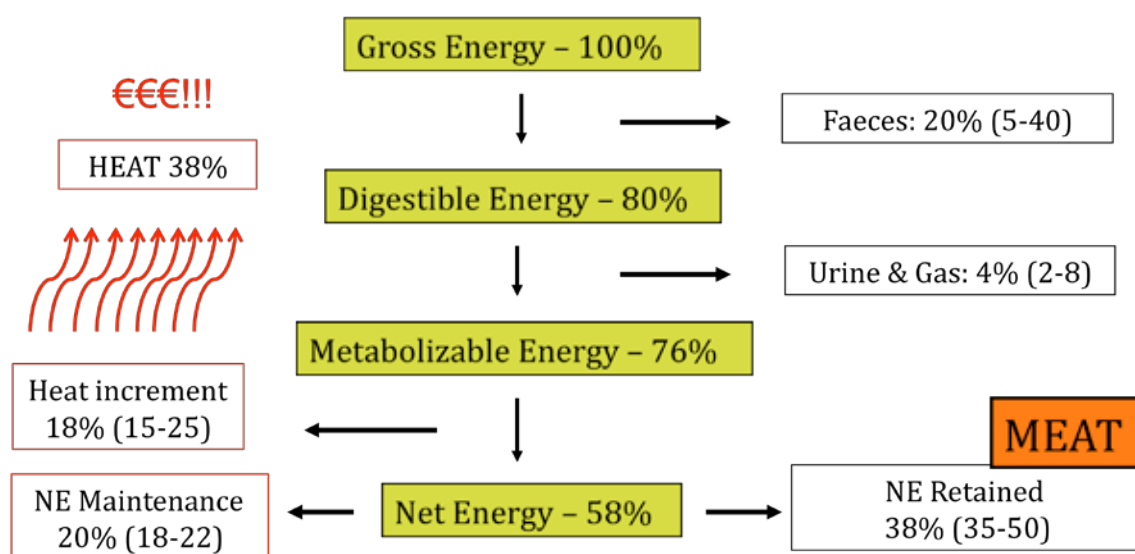 Gross Energy – 100%
€€€!!!
Faeces: 20% (5-40)
HEAT 38%
Digestible Energy – 80%
Urine & Gas: 4% (2-8)
Metabolizable Energy – 76%
Heat increment
18% (15-25)
MEAT
NE Maintenance
20% (18-22)
Net Energy – 58%
NE Retained
38% (35-50)